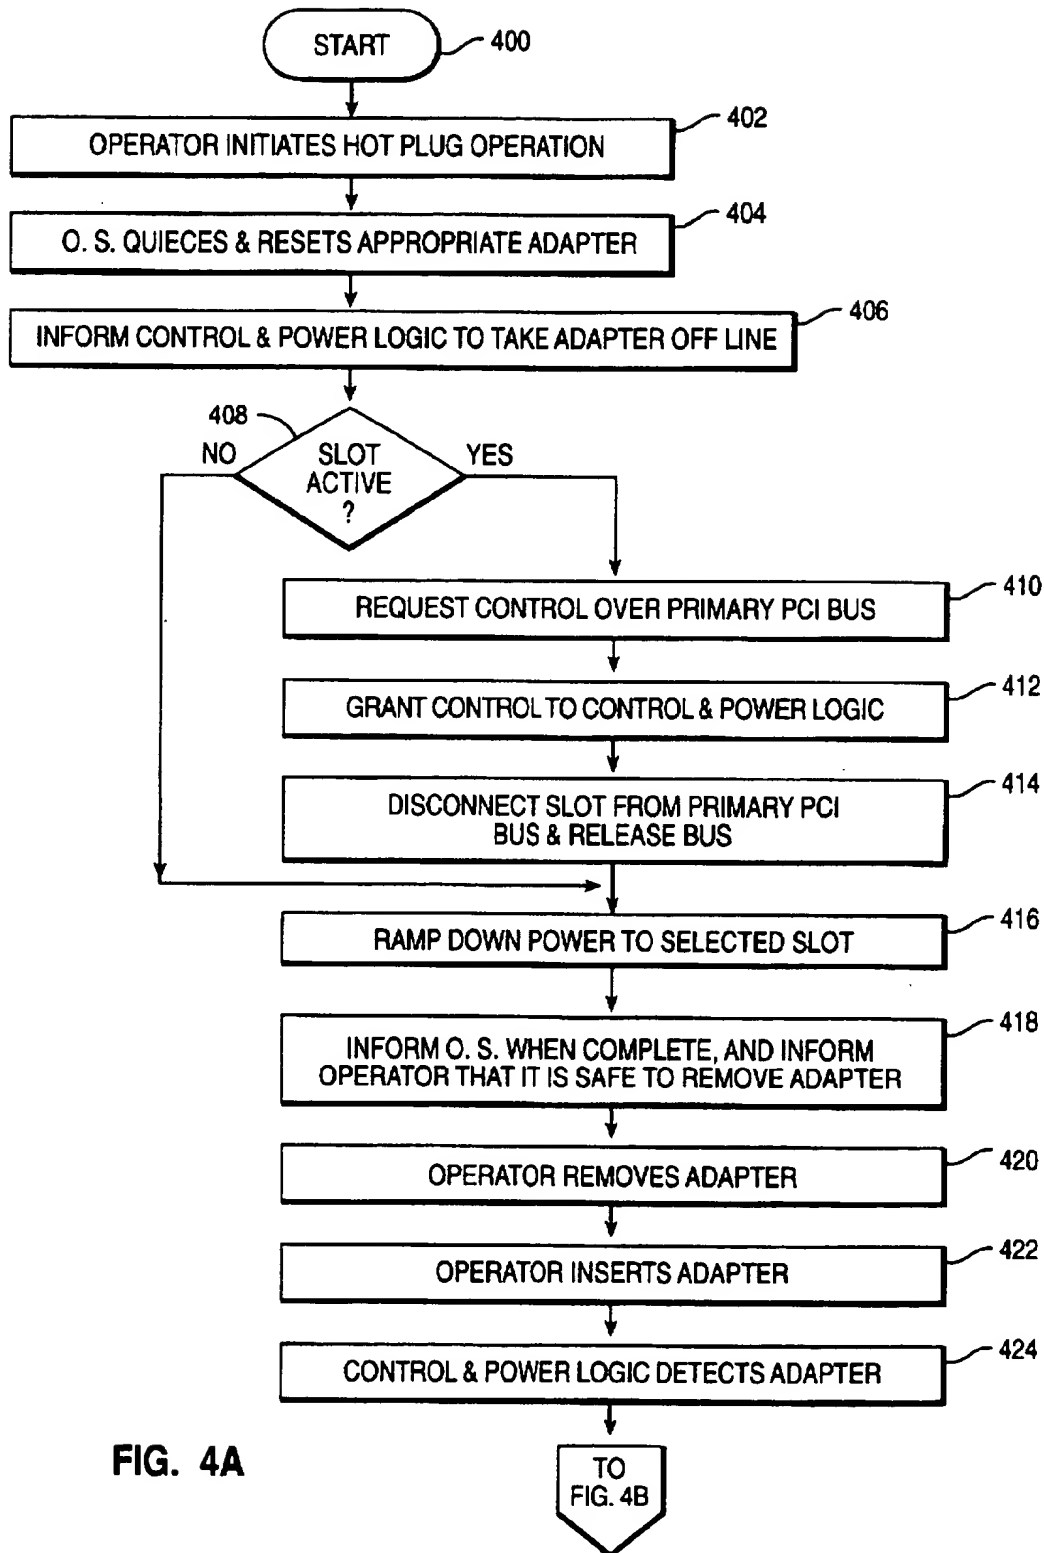 START
400
402
OPERATOR INITIATES HOT PLUG OPERATION
404
O. S. QUIECES & RESETS APPROPRIATE ADAPTER
406
INFORM CONTROL & POWER LOGIC TO TAKE ADAPTER OFF LINE
408
NO
SLOT
ACTIVE
?
YES
410
REQUEST CONTROL OVER PRIMARY PCI BUS
412
GRANT CONTROL TO CONTROL & POWER LOGIC
414
DISCONNECT SLOT FROM PRIMARY PCI
BUS & RELEASE BUS
416
RAMP DOWN POWER TO SELECTED SLOT
418
INFORM O. S. WHEN COMPLETE, AND INFORM
OPERATOR THAT IT IS SAFE TO REMOVE ADAPTER
420
OPERATOR REMOVES ADAPTER
422
OPERATOR INSERTS ADAPTER
424
CONTROL & POWER LOGIC DETECTS ADAPTER
FIG. 4A
TO
FIG. 4B